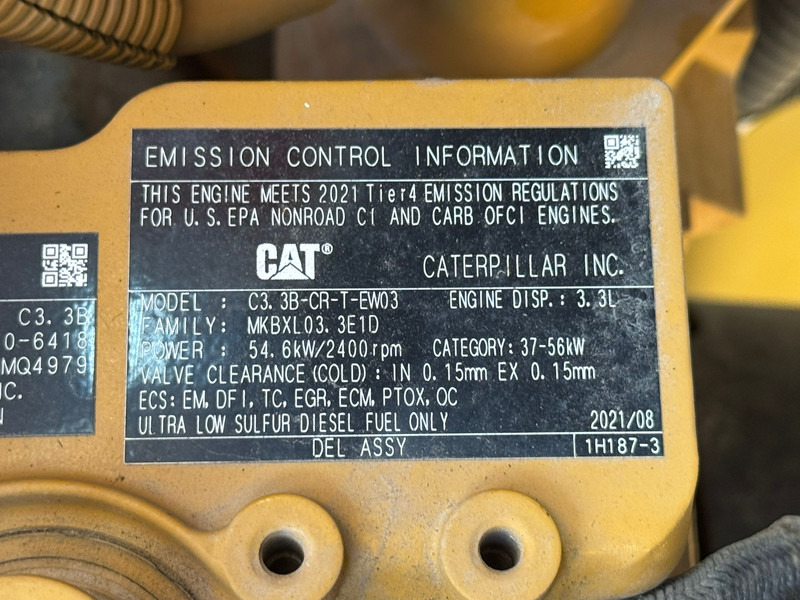 EMISSION CONTROL INFORMATION
THIS ENGINE MEETS 2021 Tier4 EMISSION REGULATIONS
FOR U.S.EPA NONROAD CI AND CARB OFCI ENGINES.
CAT®
CATERPILLAR INC.
MODEL : C3.3B-CR-T-EW03 ENGINE DISP.: 3.3L
FAMILY: MKBXL03.3E1D
POWER : 54.6kW/2400rpm CATEGORY: 37-56kW
VALVE CLEARANCE(COLD): IN 0.15mm EX 0.15mm
ECS: EM, DFI, TC, EGR, ECM, PTOX, OC
ULTRA LOW SULFUR DIESEL FUEL ONLY 2021/08
DEL ASSY 1H187-3
C3.3B
0-6418
MQ4979
C.
N